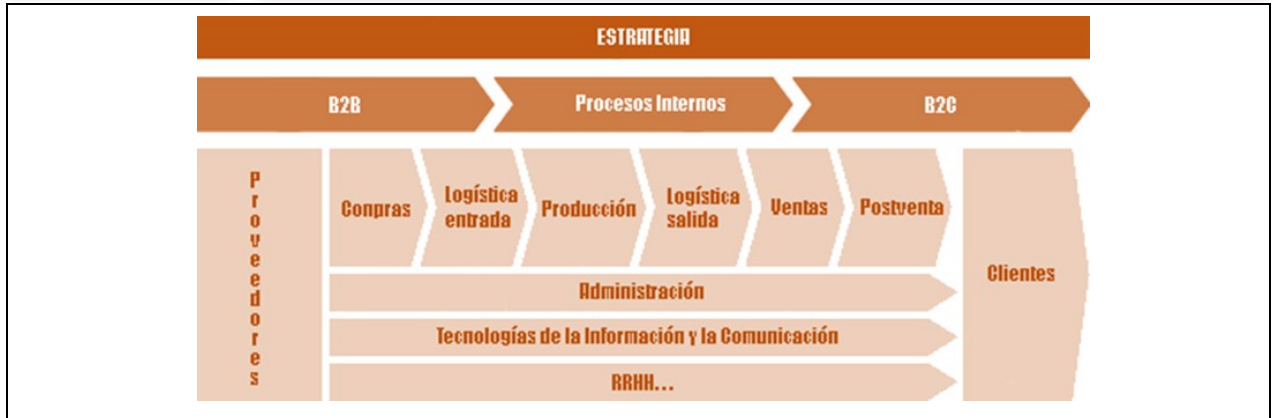 ESTRATEGIA
B2B
Procesos Internos
B2C
Proveedores
Conpras
Logística
entrada
Producción
Logística
salida
Ventas
Postventa
Clientes
Administración
Tecnologías de la Información y la Comunicación
RRHH...